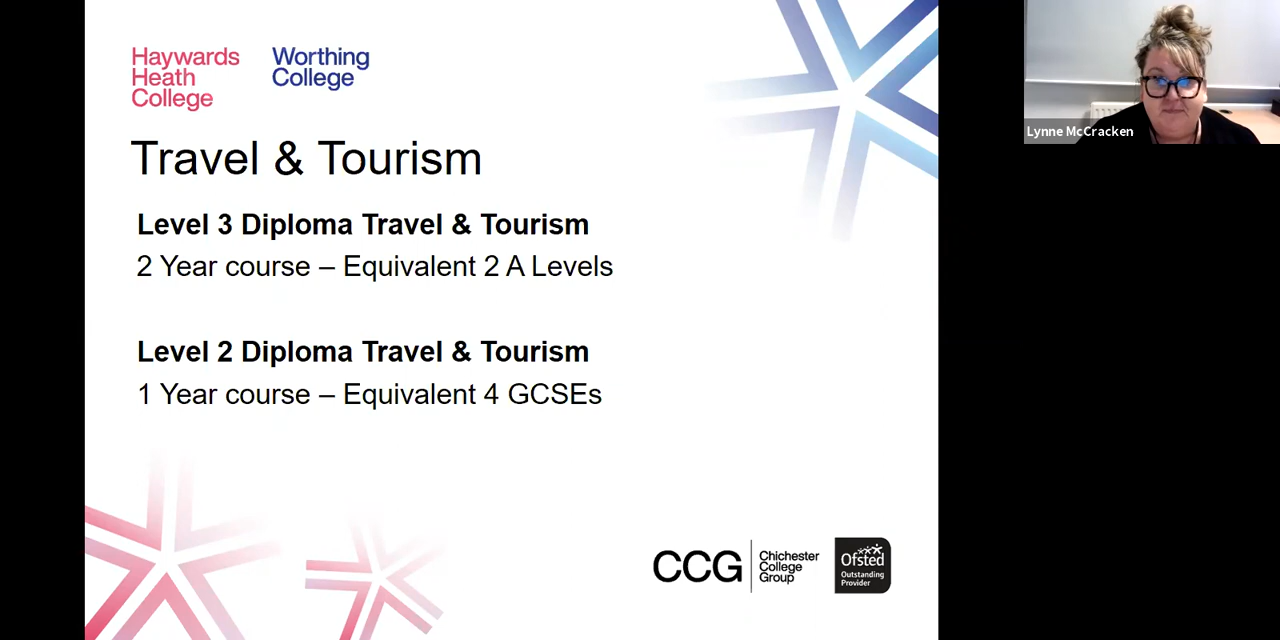 Haywards
Heath
College
Worthing
College
Travel & Tourism
Level 3 Diploma Travel & Tourism
2 Year course – Equivalent 2 A Levels
Level 2 Diploma Travel & Tourism
1 Year course – Equivalent 4 GCSEs
CCG
Chichester
College
Group
Ofsted
Outstanding
Provider
Lynne McCracken